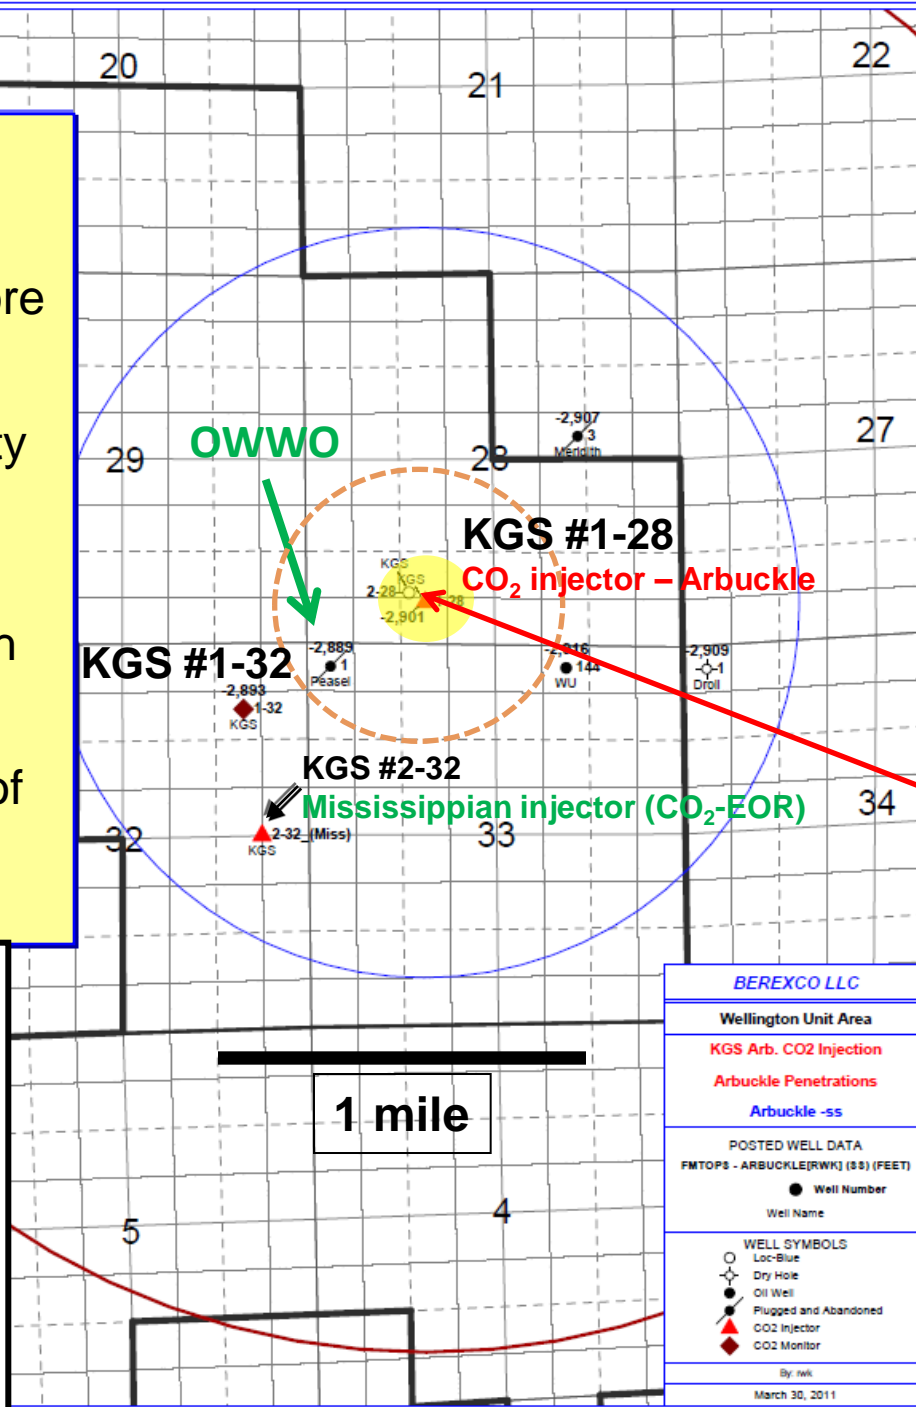 20
21
22
ore
ty
n
of
29
OWWO
28
27
-2,907
3
Meridith
KGS #1-28
CO₂ injector – Arbuckle
KGS
KGS
2-28
28
-2,901
KGS #1-32
-2,889
1
Peasel
144
WU
-2,909
1
Droll
-2,893
1-32
KGS
KGS #2-32
Mississippian injector (CO₂-EOR)
34
2-32_(Miss)
KGS
32
33
1 mile
5
4
BEREXCO LLC
Wellington Unit Area
KGS Arb. CO2 Injection
Arbuckle Penetrations
Arbuckle -ss
POSTED WELL DATA
FMTOPS - ARBUCKLE[RWK] (SS) (FEET)
Well Number
Well Name
WELL SYMBOLS
Loc-Blue
Dry Hole
Oil Well
Plugged and Abandoned
CO2 Injector
CO2 Monitor
By: rwk
March 30, 2011